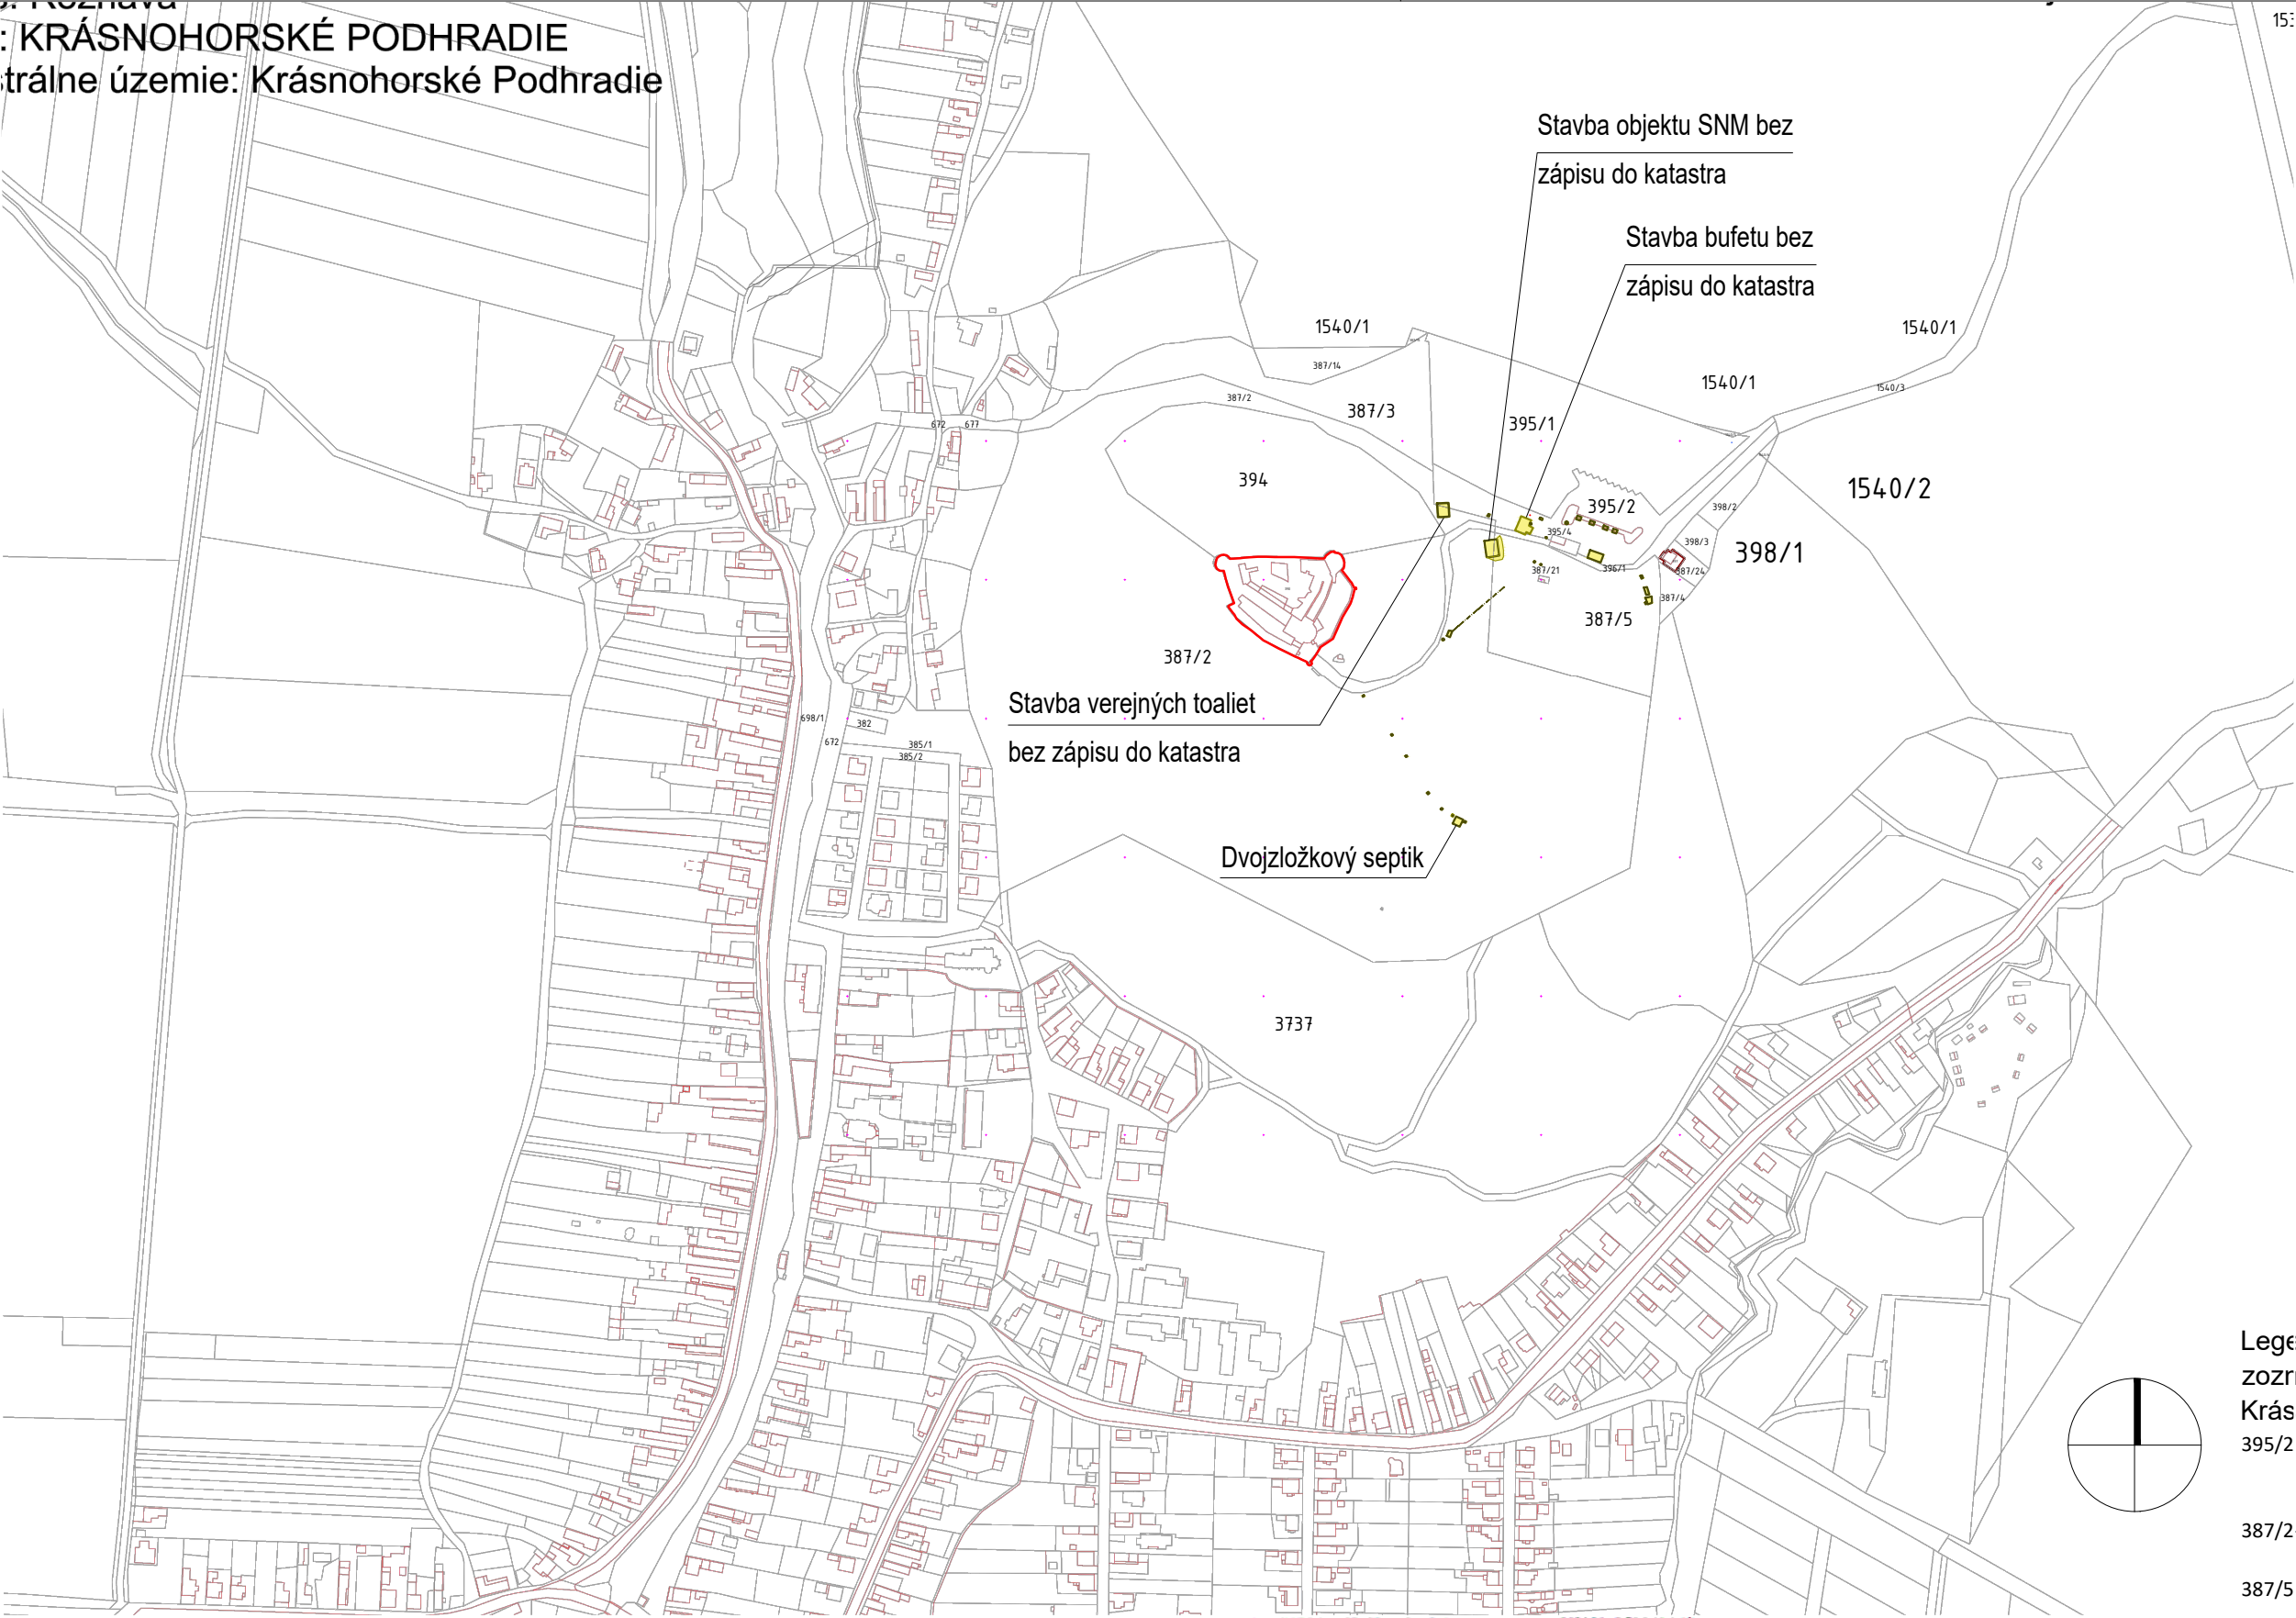 : KRÁSNOHORSKÉ PODHRADIE
trálne územie: Krásnohorské Podhradie
Stavba objektu SNM bez
zápisu do katastra
Stavba bufetu bez
zápisu do katastra
1540/1
1540/1
1540/1
1540/3
387/14
387/2
387/3
395/1
672
677
394
1540/2
395/2
398/2
395/4
398/3
398/1
387/21
396/1
387/24
387/4
387/5
387/2
Stavba verejných toaliet
bez zápisu do katastra
698/1
382
672
385/1
385/2
Dvojzložkový septik
3737
Lege
zozr
Krás
395/2
387/2
387/5